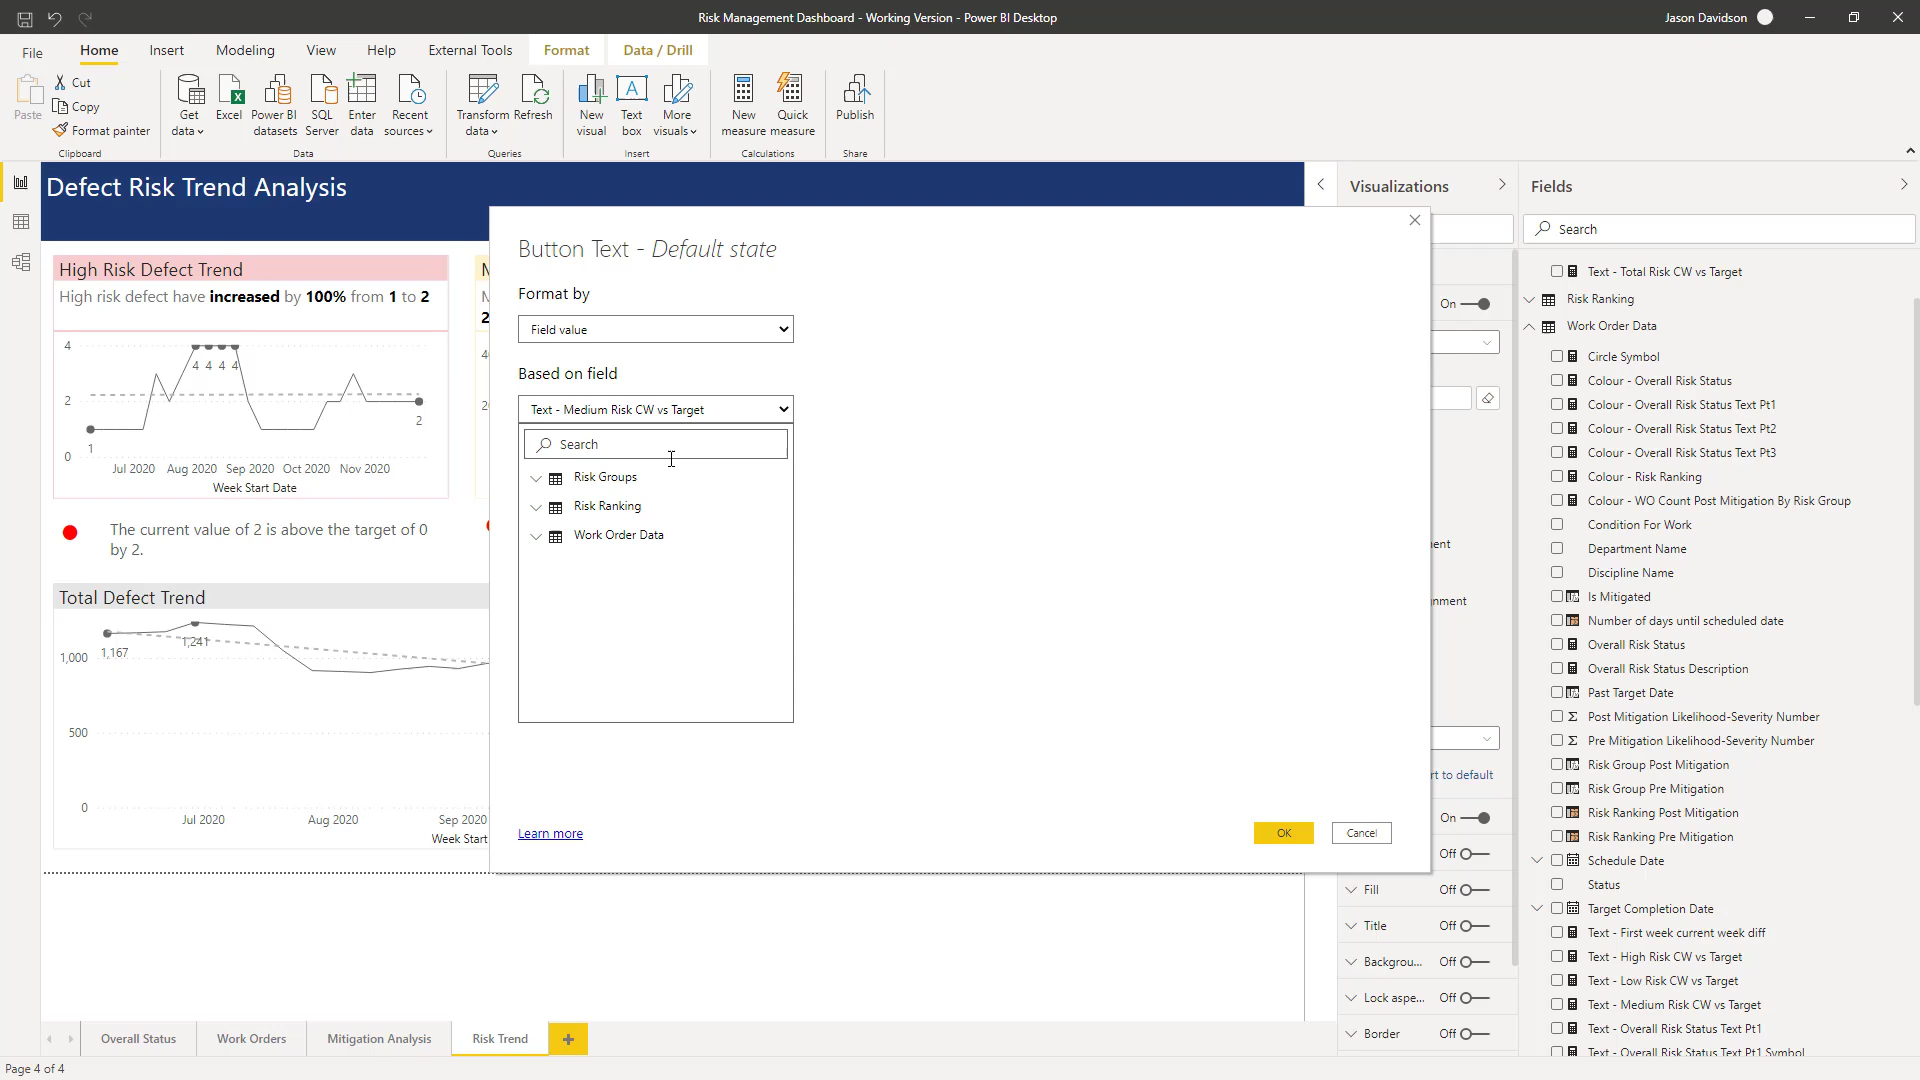 Risk Management Dashboard - Working Version - Power BI Desktop
Jason Davidson
File
Home
Insert
Modeling
View
Help
External Tools
Format
Data / Drill
Paste
Cut
Copy
Format painter
Clipboard
Get data
Excel
Power BI datasets
SQL Server
Enter data
Recent sources
Data
Transform data
Refresh
Queries
New visual
Text box
More visuals
Insert
New measure
Quick measure
Calculations
Publish
Share
Defect Risk Trend Analysis
High Risk Defect Trend
High risk defect have increased by 100% from 1 to 2
4
2
0
4 4 4 4
1
2
Jul 2020 Aug 2020 Sep 2020 Oct 2020 Nov 2020
Week Start Date
The current value of 2 is above the target of 0
by 2.
Total Defect Trend
1,167
1,241
1,000
500
0
Jul 2020 Aug 2020 Sep 2020
Week Start
M
M
2
40
20
Button Text - Default state
Format by
Field value
Based on field
Text - Medium Risk CW vs Target
Search
Risk Groups
Risk Ranking
Work Order Data
Learn more
OK
Cancel
Visualizations
On
nment
rt to default
On
Off
Fill Off
Title Off
Backgrou... Off
Lock aspe... Off
Border Off
Fields
Search
Text - Total Risk CW vs Target
Risk Ranking
Work Order Data
Circle Symbol
Colour - Overall Risk Status
Colour - Overall Risk Status Text Pt1
Colour - Overall Risk Status Text Pt2
Colour - Overall Risk Status Text Pt3
Colour - Risk Ranking
Colour - WO Count Post Mitigation By Risk Group
Condition For Work
Department Name
Discipline Name
Is Mitigated
Number of days until scheduled date
Overall Risk Status
Overall Risk Status Description
Past Target Date
Post Mitigation Likelihood-Severity Number
Pre Mitigation Likelihood-Severity Number
Risk Group Post Mitigation
Risk Group Pre Mitigation
Risk Ranking Post Mitigation
Risk Ranking Pre Mitigation
Schedule Date
Status
Target Completion Date
Text - First week current week diff
Text - High Risk CW vs Target
Text - Low Risk CW vs Target
Text - Medium Risk CW vs Target
Text - Overall Risk Status Text Pt1
Text - Overall Risk Status Text Pt1 Symbol
Overall Status
Work Orders
Mitigation Analysis
Risk Trend
Page 4 of 4